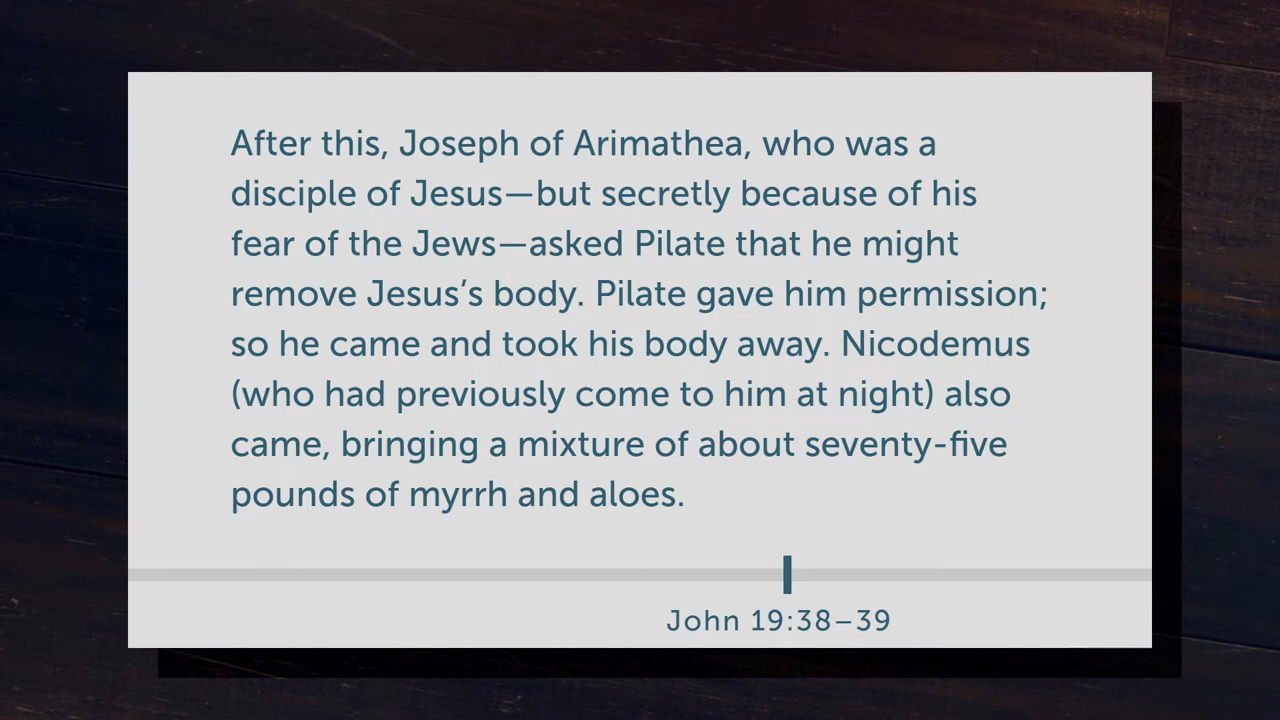 After this, Joseph of Arimathea, who was a
disciple of Jesus—but secretly because of his
fear of the Jews—asked Pilate that he might
remove Jesus’s body. Pilate gave him permission;
so he came and took his body away. Nicodemus
(who had previously come to him at night) also
came, bringing a mixture of about seventy-five
pounds of myrrh and aloes.
John 19:38–39